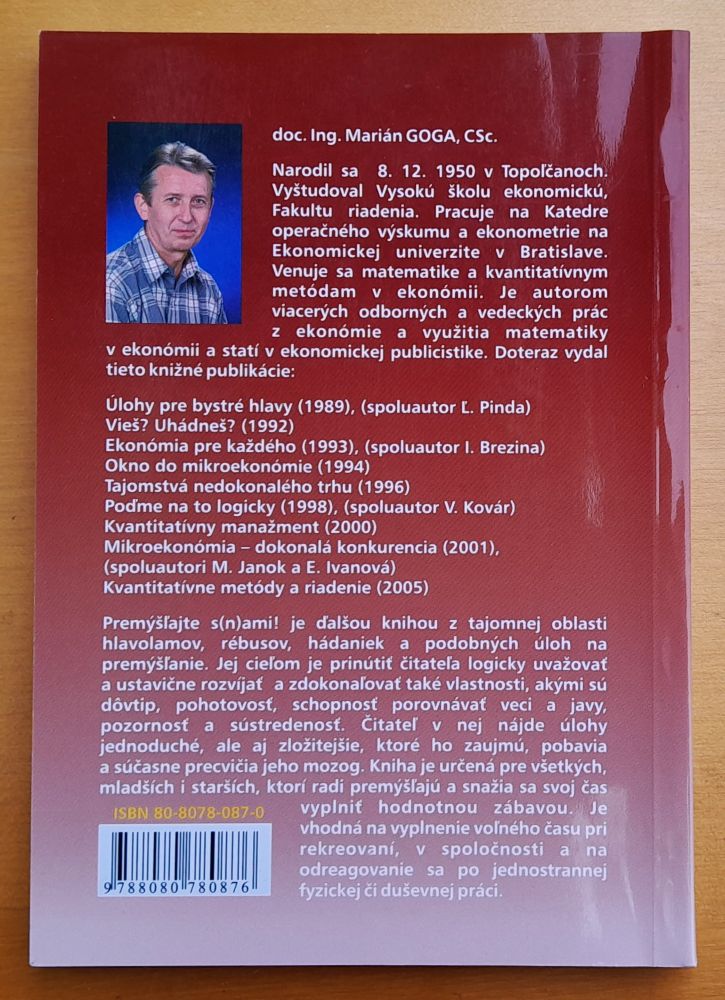 doc. Ing. Marián GOGA, CSc.
Narodil sa 8. 12. 1950 v Topoľčanoch.
Vyštudoval Vysokú školu ekonomickú,
Fakultu riadenia. Pracuje na Katedre
operačného výskumu a ekonometrie na
Ekonomickej univerzite v Bratislave.
Venuje sa matematike a kvantitatívnym
metódam v ekonómii. Je autorom
viacerých odborných a vedeckých prác
z ekonómie a využitia matematiky
v ekonómii a statí v ekonomickej publicistike. Doteraz vydal
tieto knižné publikácie:
Úlohy pre bystré hlavy (1989), (spoluautor Ľ. Pinda)
Vieš? Uhádneš? (1992)
Ekonómia pre každého (1993), (spoluautor I. Brezina)
Okno do mikroekonómie (1994)
Tajomstvá nedokonalého trhu (1996)
Poďme na to logicky (1998), (spoluautor V. Kovár)
Kvantitatívny manažment (2000)
Mikroekonómia – dokonalá konkurencia (2001),
(spoluautori M. Janok a E. Ivanová)
Kvantitatívne metódy a riadenie (2005)
Premýšľajte s(n)ami! je ďalšou knihou z tajomnej oblasti
hlavolamov, rébusov, hádaniek a podobných úloh na
premýšľanie. Jej cieľom je prinútiť čitateľa logicky uvažovať
a ustavične rozvíjať a zdokonaľovať také vlastnosti, akými sú
dôvtip, pohotovosť, schopnosť porovnávať veci a javy,
pozornosť a sústredenosť. Čitateľ v nej nájde úlohy
jednoduché, ale aj zložitejšie, ktoré ho zaujmú, pobavia
a súčasne precvičia jeho mozog. Kniha je určená pre všetkých,
mladších i starších, ktorí radi premýšľajú a snažia sa svoj čas
vyplniť hodnotnou zábavou. Je
vhodná na vyplnenie voľného času pri
rekreovaní, v spoločnosti a na
odreagovanie sa po jednostrannej
fyzickej či duševnej práci.
ISBN 80-8078-087-0
9 788080 780876